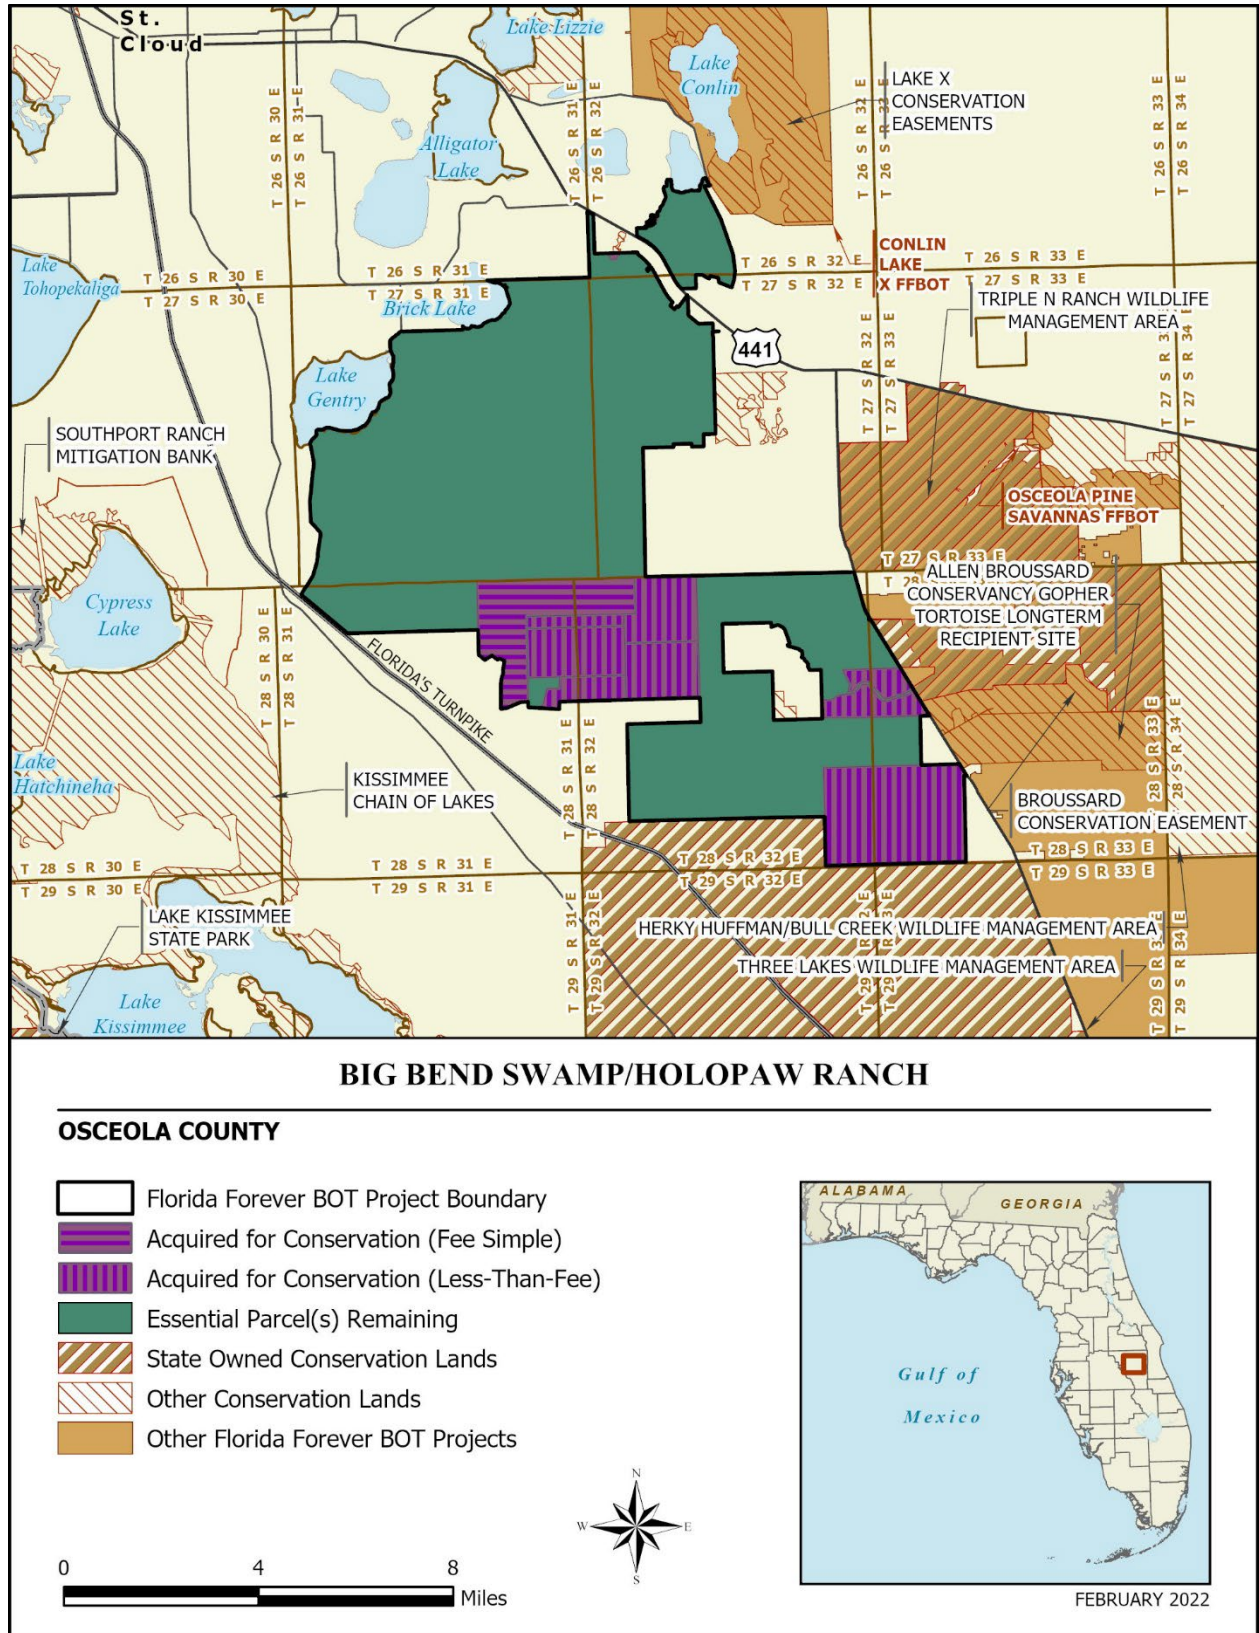 St.
Cloud
Lake Lizzie
Lake
Conlin
LAKE X
CONSERVATION
EASEMENTS
Alligator
Lake
T 26 S R 30 E
T 26 S R 31 E
T 26 S R 31 E
T 26 S R 32 E
T 26 S R 32 E
T 26 S R 33 E
T 26 S R 33 E
T 26 S R 34 E
CONLIN
LAKE
X FFBOT
Lake
Tohopekaliga
T 26 S R 30 E
T 27 S R 30 E
T 26 S R 31 E
T 27 S R 31 E
T 26 S R 32 E
T 27 S R 32 E
T 26 S R 33 E
T 27 S R 33 E
Brick Lake
TRIPLE N RANCH WILDLIFE
MANAGEMENT AREA
441
Lake
Gentry
T 27 S R 32 E
T 27 S R 33 E
T 27 S R 33 E
T 27 S R 34 E
SOUTHPORT RANCH
MITIGATION BANK
OSCEOLA PINE
SAVANNAS FFBOT
T 27 S R 33 E
T 28
ALLEN BROUSSARD
CONSERVANCY GOPHER
TORTOISE LONGTERM
RECIPIENT SITE
Cypress
Lake
T 28 S R 30 E
T 28 S R 31 E
FLORIDA'S TURNPIKE
T 28 S R 31 E
T 28 S R 32 E
T 28 S R 33 E
T 28 S R 34 E
Lake
Hatchineha
KISSIMMEE
CHAIN OF LAKES
BROUSSARD
CONSERVATION EASEMENT
T 28 S R 30 E
T 29 S R 30 E
T 28 S R 31 E
T 29 S R 31 E
T 28 S R 32 E
T 29 S R 32 E
T 28 S R 33 E
T 29 S R 33 E
LAKE KISSIMMEE
STATE PARK
T 29 S R 31 E
T 29 S R 32 E
HERKY HUFFMAN/BULL CREEK WILDLIFE MANAGEMENT AREA
THREE LAKES WILDLIFE MANAGEMENT AREA
Lake
Kissimmee
BIG BEND SWAMP/HOLOPAW RANCH
OSCEOLA COUNTY
Florida Forever BOT Project Boundary
Acquired for Conservation (Fee Simple)
Acquired for Conservation (Less-Than-Fee)
Essential Parcel(s) Remaining
State Owned Conservation Lands
Other Conservation Lands
Other Florida Forever BOT Projects
ALABAMA
GEORGIA
Gulf of
Mexico
N
W
E
S
0
4
8
Miles
FEBRUARY 2022